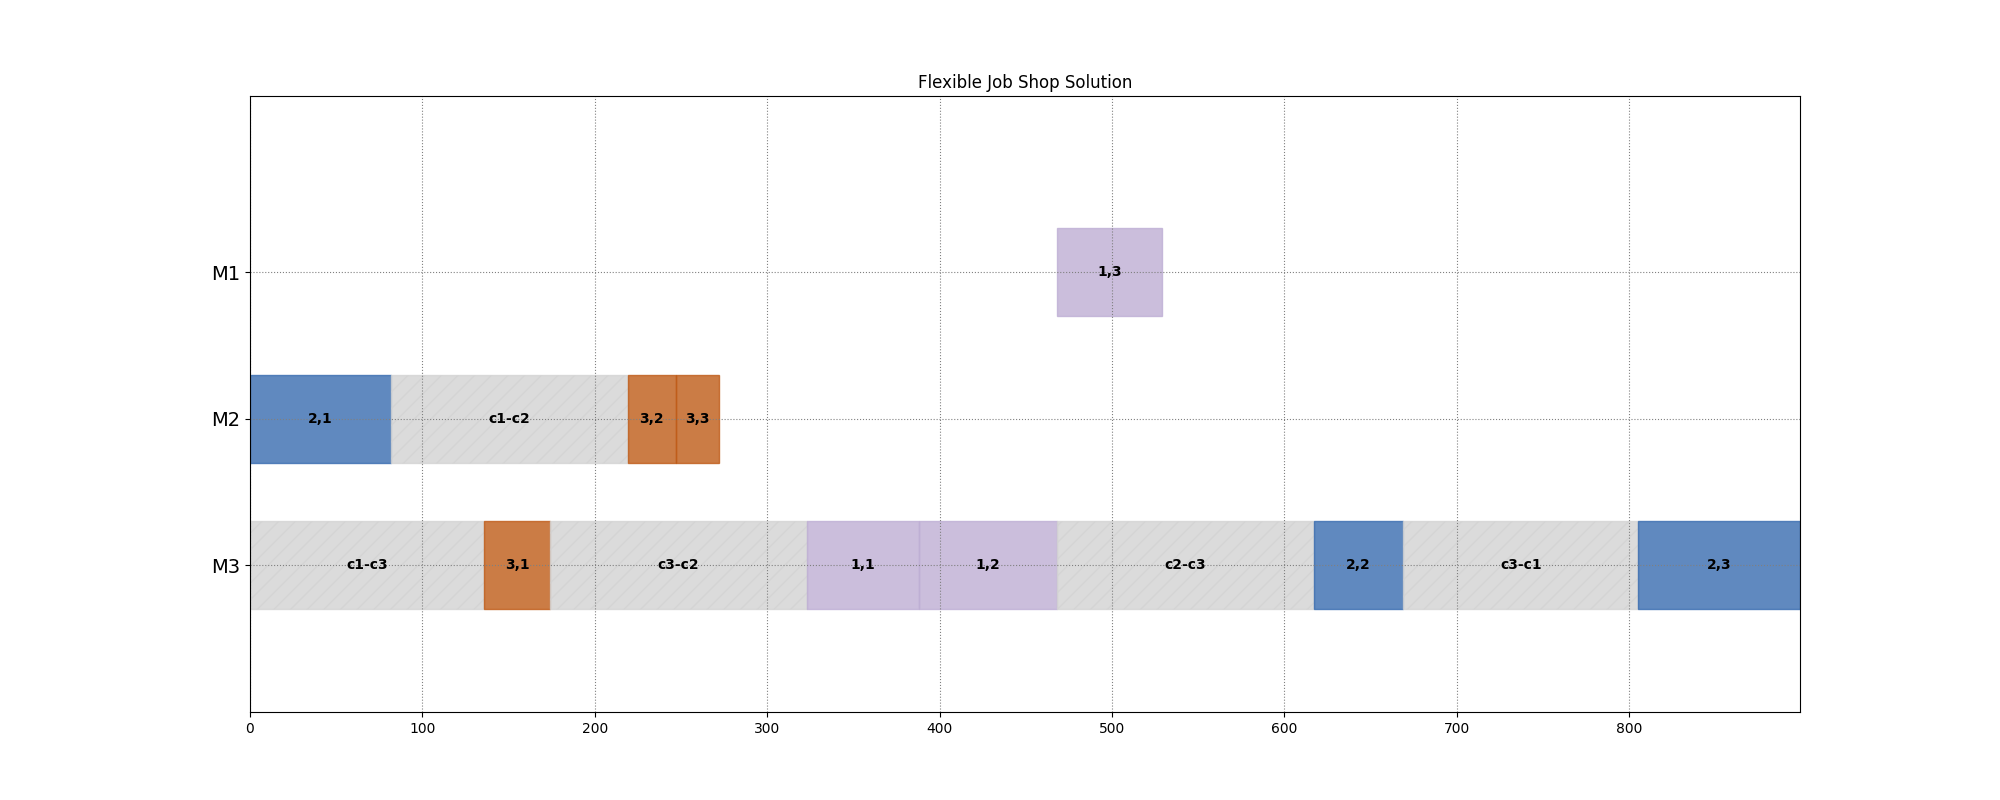 Flexible Job Shop Solution
M1
1,3
M2
2,1
c1-c2
3,2
3,3
M3
c1-c3
3,1
c3-c2
1,1
1,2
c2-c3
2,2
c3-c1
2,3
0 100 200 300 400 500 600 700 800